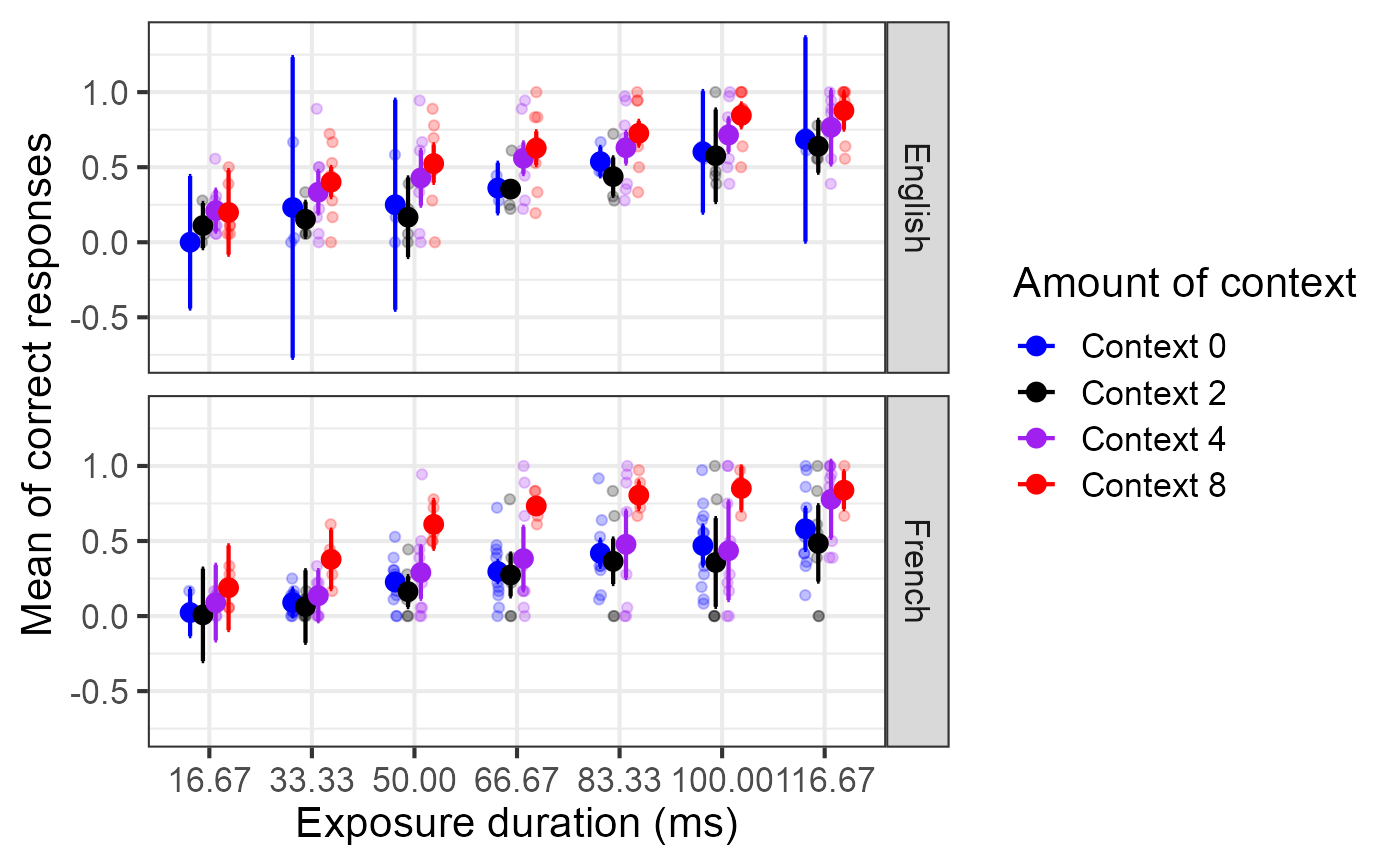 Mean of correct responses
1.0
0.5
0.0
-0.5
English
1.0
0.5
0.0
-0.5
French
16.67 33.33 50.00 66.67 83.33 100.00 116.67
Exposure duration (ms)
Amount of context
Context 0
Context 2
Context 4
Context 8